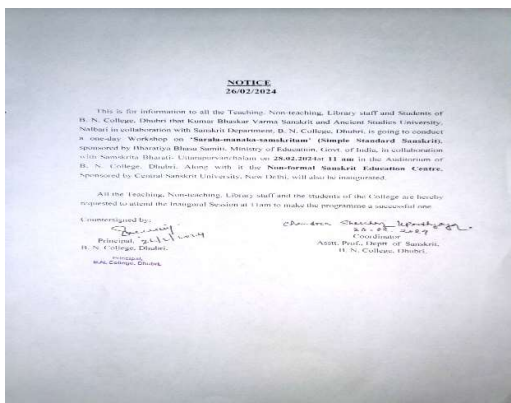 NOTICE
26/02/2024
This is for information to all the Teaching, Non-teaching, Library staff and Students of
B. N. College, Dhubri that Kumar Bhaskar Varma Sanskrit and Ancient Studies University,
Nalbari in collaboration with Sanskrit Department, B. N. College, Dhubri, is going to conduct
a one-day Workshop on 'Sarala-manaka-samskritam' (Simple Standard Sanskrit),
sponsored by Bharatiya Bhasa Samiti, Ministry of Education, Govt. of India, in collaboration
with Samskrita Bharati Uttarapurvanchalam on 28.02.2024at 11 am in the Auditorium of
B. N. College, Dhubri. Along with it the Non-formal Sanskrit Education Centre,
Sponsored by Central Sanskrit University, New Delhi, will also be inaugurated.
All the Teaching, Non-teaching, Library staff and the students of the College are hereby
requested to attend the Inaugural Session at 11am to make the programme a successful one.
Countersigned by:
26/2/2024
Principal,
B. N. College, Dhubri.
Principal
B.N. College, Dhubri.
26.02.2024
Coordinator
Asstt. Prof., Deptt of Sanskrit,
B. N. College, Dhubri.